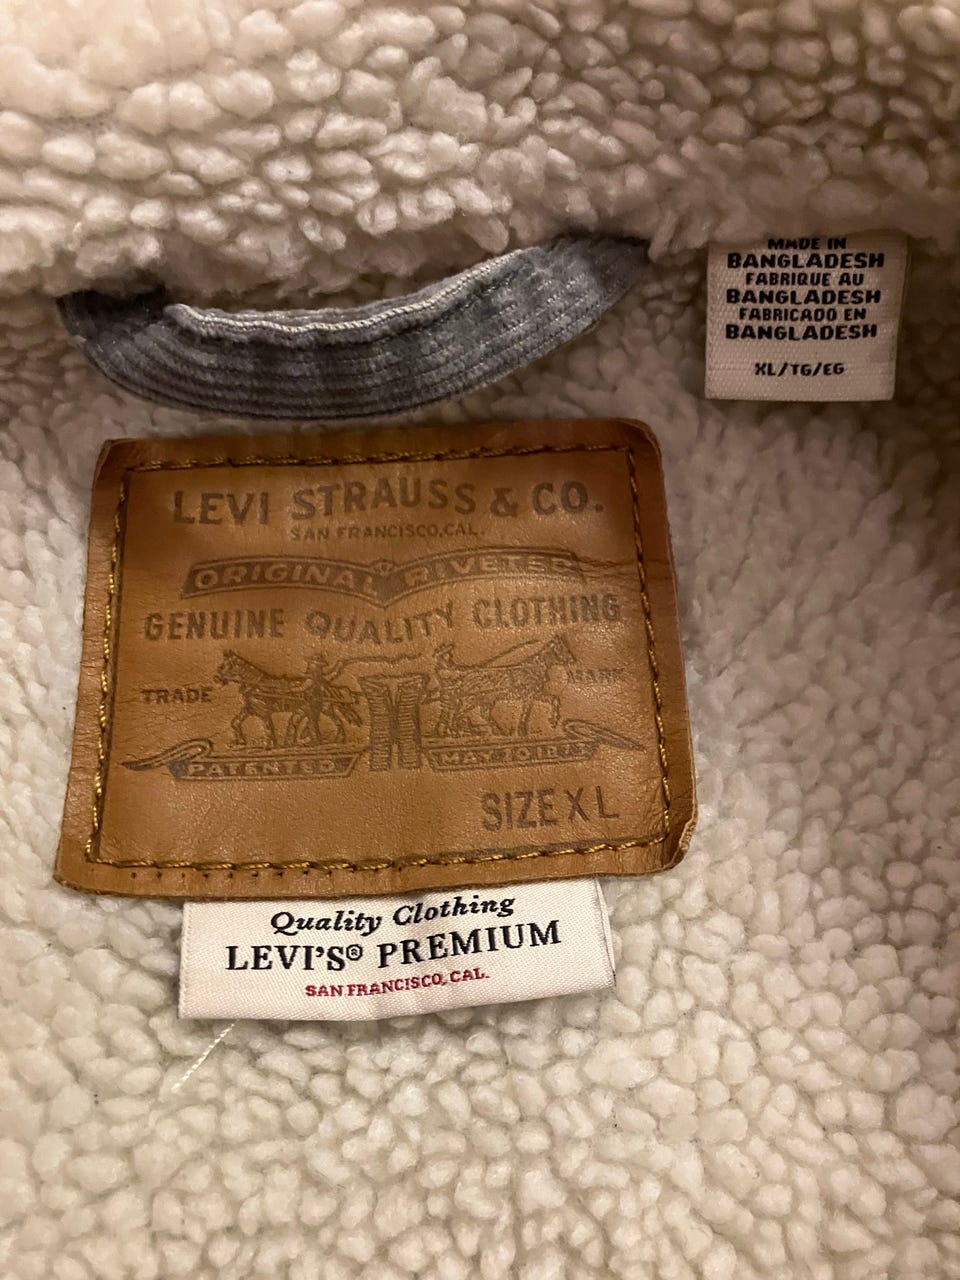 MADE IN
BANGLADESH
FABRIQUE AU
BANGLADESH
FABRICADO EN
BANGLADESH
XL/TG/EG
LEVI STRAUSS & CO.
SAN FRANCISCO, CAL.
ORIGINAL RIVETED
GENUINE QUALITY CLOTHING
TRADE MARK
PATENTED MAY 20 1873
SIZE XL
Quality Clothing
LEVI'S® PREMIUM
SAN FRANCISCO, CAL.